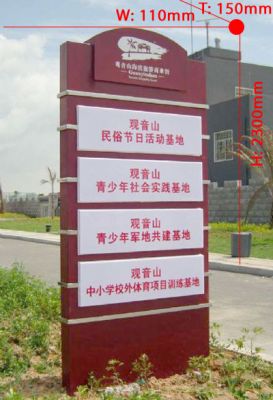 T: 150mm
W: 110mm
H: 2300mm
Guanyinshan
观音山
民俗节日活动基地
观音山
青少年社会实践基地
观音山
青少年军地共建基地
观音山
中小学校外体育项目训练基地